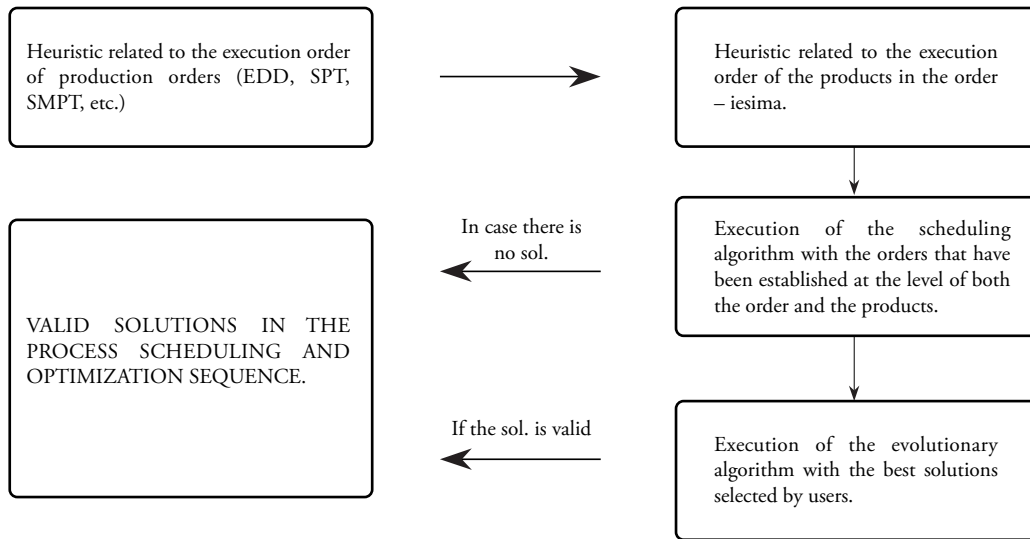 Heuristic related to the execution order
of production orders (EDD, SPT,
SMPT, etc.)
Heuristic related to the execution
order of the products in the order
– iesima.
In case there is
no sol.
Execution of the scheduling
algorithm with the orders that have
been established at the level of both
the order and the products.
VALID SOLUTIONS IN THE
PROCESS SCHEDULING AND
OPTIMIZATION SEQUENCE.
If the sol. is valid
Execution of the evolutionary
algorithm with the best solutions
selected by users.